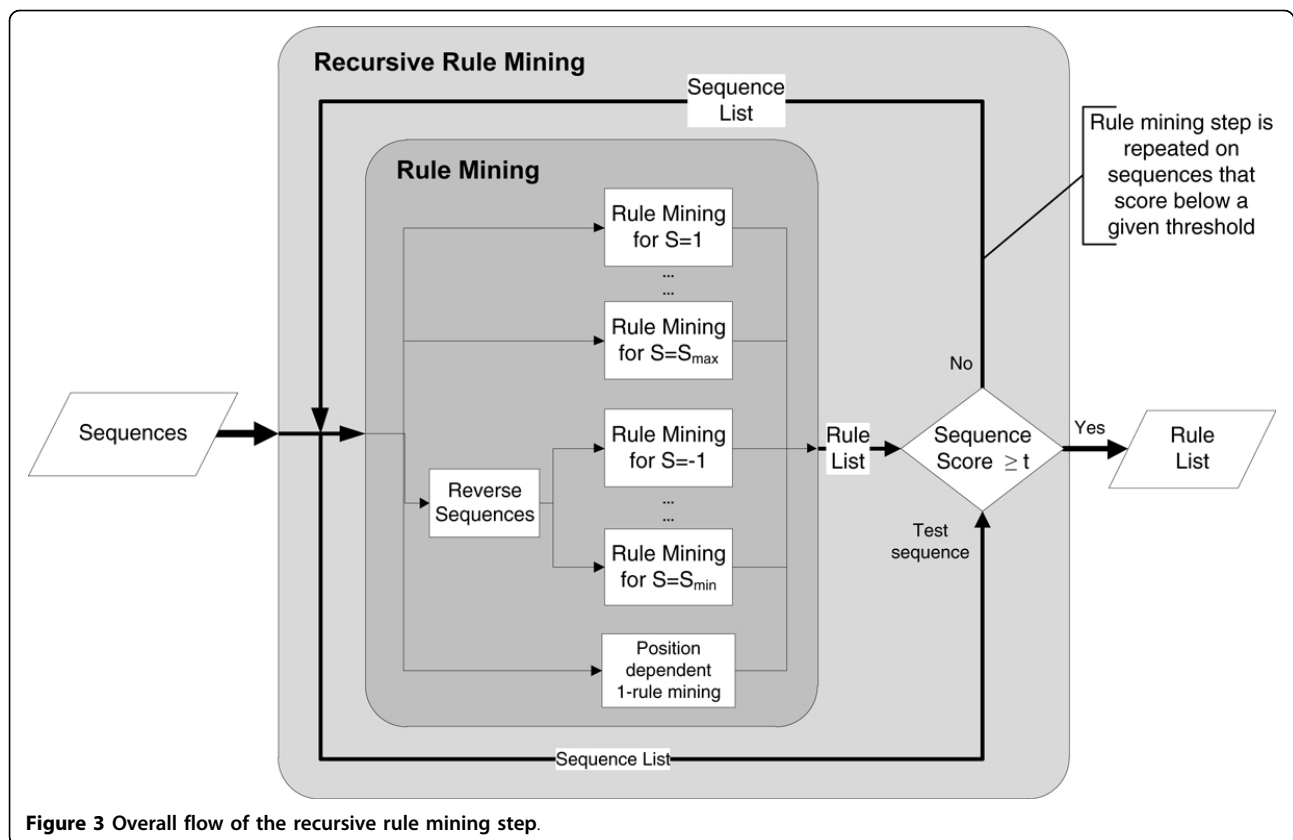 Recursive Rule Mining
Sequence
List
Rule mining step is
repeated on
sequences that
score below a
given threshold
Rule Mining
Rule Mining
for S=1
...
...
Rule Mining
for S=Smax
No
Sequences
Rule Mining
for S=-1
Reverse
Sequences
...
...
Rule Mining
for S=Smin
Rule
List
Sequence
Score ≥ t
Yes
Rule
List
Test
sequence
Position
dependent
1-rule mining
Sequence List
Figure 3 Overall flow of the recursive rule mining step.